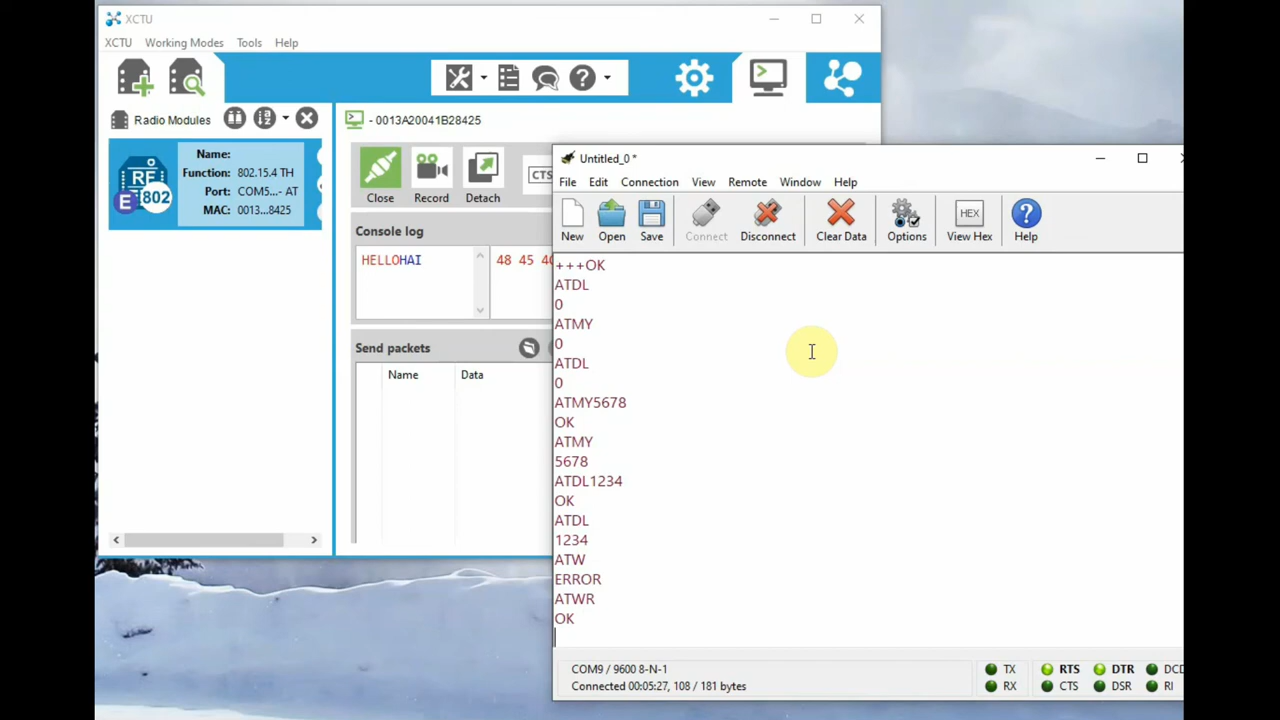 XCTU
XCTU Working Modes Tools Help
Radio Modules
- 0013A20041B28425
RF
802
E
Name:
Function: 802.15.4 TH
Port: COM5...- AT
MAC: 0013...8425
Close Record Detach
CTS
Console log
HELLOHAI
48 45 4C
Send packets
Name Data
Untitled_0 *
File Edit Connection View Remote Window Help
HEX
New Open Save Connect Disconnect Clear Data Options View Hex Help
+++OK
ATDL
0
ATMY
0
ATDL
0
ATMY5678
OK
ATMY
5678
ATDL1234
OK
ATDL
1234
ATW
ERROR
ATWR
OK
COM9 / 9600 8-N-1
Connected 00:05:27, 108 / 181 bytes
TX RTS DTR DCD
RX CTS DSR RI